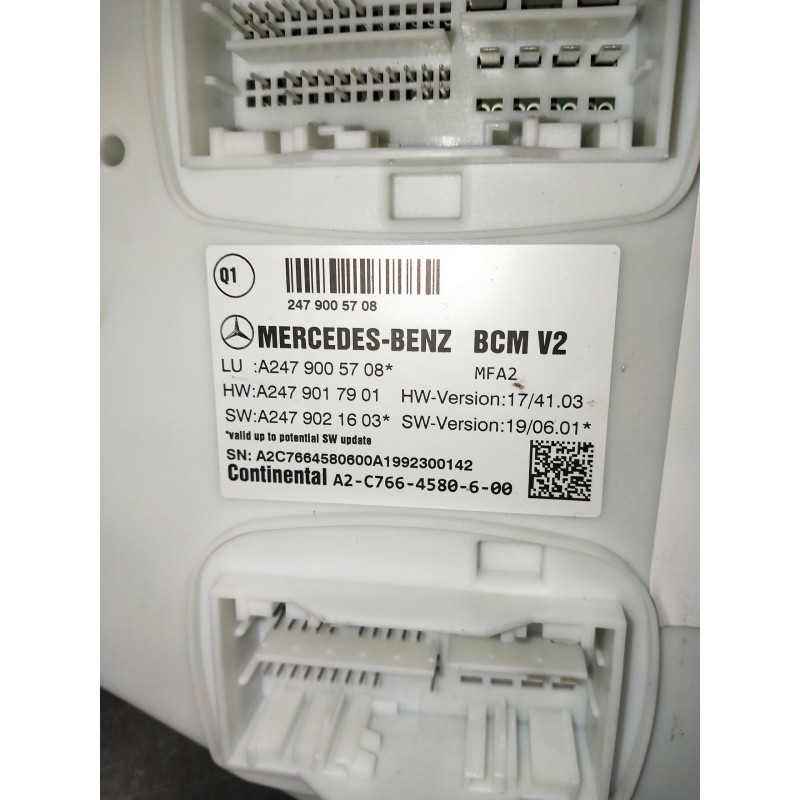 Q1
247 900 57 08
MERCEDES-BENZ BCM V2
LU :A247 900 57 08* MFA2
HW:A247 901 79 01 HW-Version:17/41.03
SW:A247 902 16 03* SW-Version:19/06.01*
*valid up to potential SW update
SN: A2C7664580600A1992300142
Continental A2-C766-4580-6-00